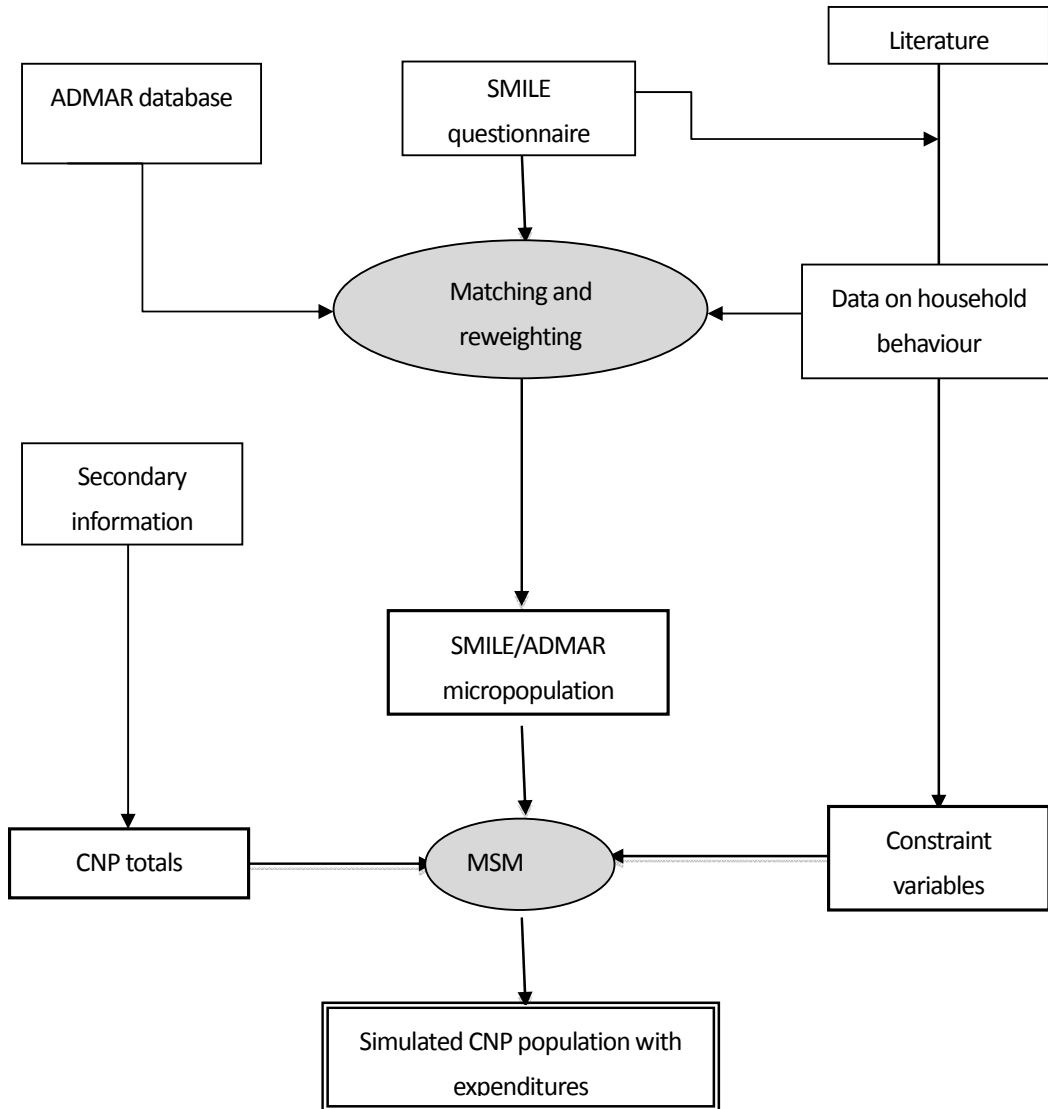 Literature
ADMAR database
SMILE
questionnaire
Matching and
reweighting
Data on household
behaviour
Secondary
information
SMILE/ADMAR
micropopulation
CNP totals
MSM
Constraint
variables
Simulated CNP population with
expenditures